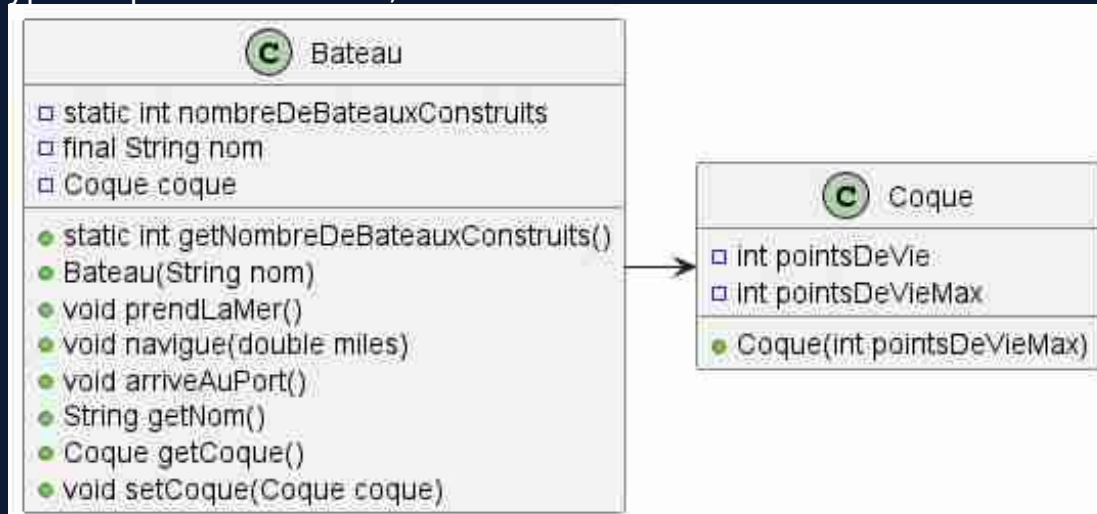 C Bateau
static int nombreDeBateauxConstruits
final String nom
Coque coque
static int getNombreDeBateauxConstruits()
Bateau(String nom)
void prendLaMer()
void navigue(double miles)
void arriveAuPort()
String getNom()
Coque getCoque()
void setCoque(Coque coque)
C Coque
int pointsDeVie
int pointsDeVieMax
Coque(int pointsDeVieMax)